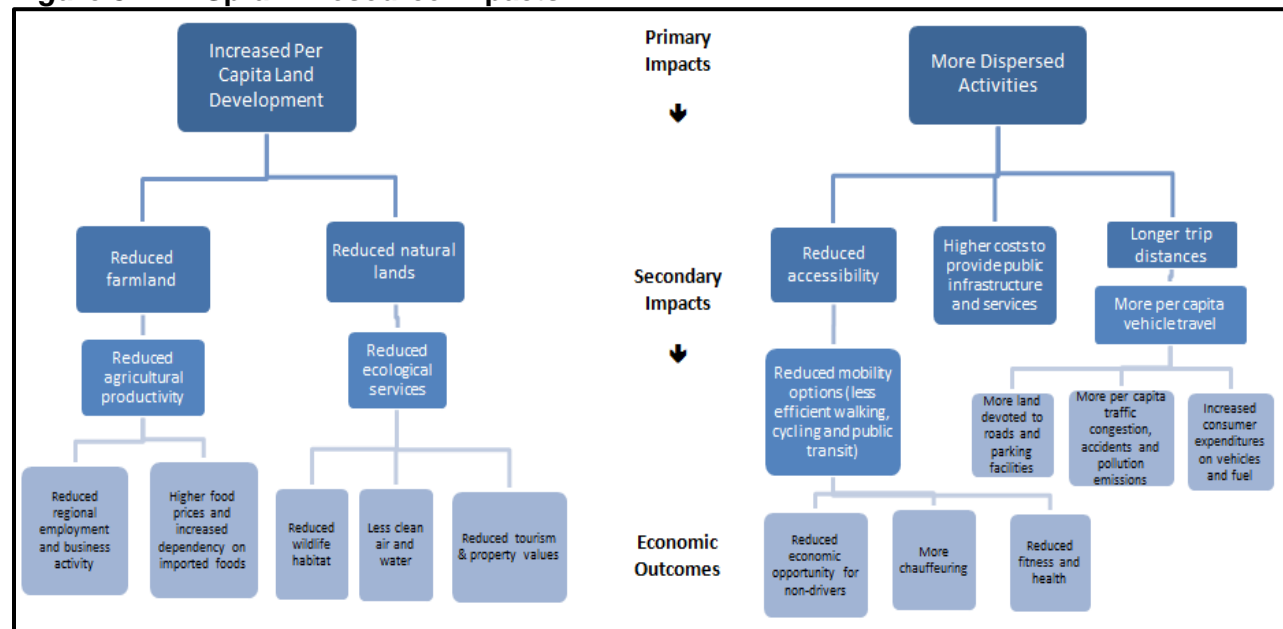 Increased Per
Capita Land
Development
Primary
Impacts
More Dispersed
Activities
Reduced
farmland
Reduced natural
lands
Secondary
Impacts
Reduced
accessibility
Higher costs to
provide public
infrastructure
and services
Longer trip
distances
More per capita
vehicle travel
Reduced
agricultural
productivity
Reduced
ecological
services
Reduced mobility
options (less
efficient walking,
cycling and public
transit)
More land
devoted to
roads and
parking
facilities
More per capita
traffic
congestion,
accidents and
pollution
emissions
Increased
consumer
expenditures
on vehicles
and fuel
Reduced
regional
employment
and business
activity
Higher food
prices and
increased
dependency on
imported foods
Reduced
wildlife
habitat
Less clean
air and
water
Reduced tourism
& property values
Economic
Outcomes
Reduced
economic
opportunity for
non-drivers
More
chauffeuring
Reduced
fitness and
health